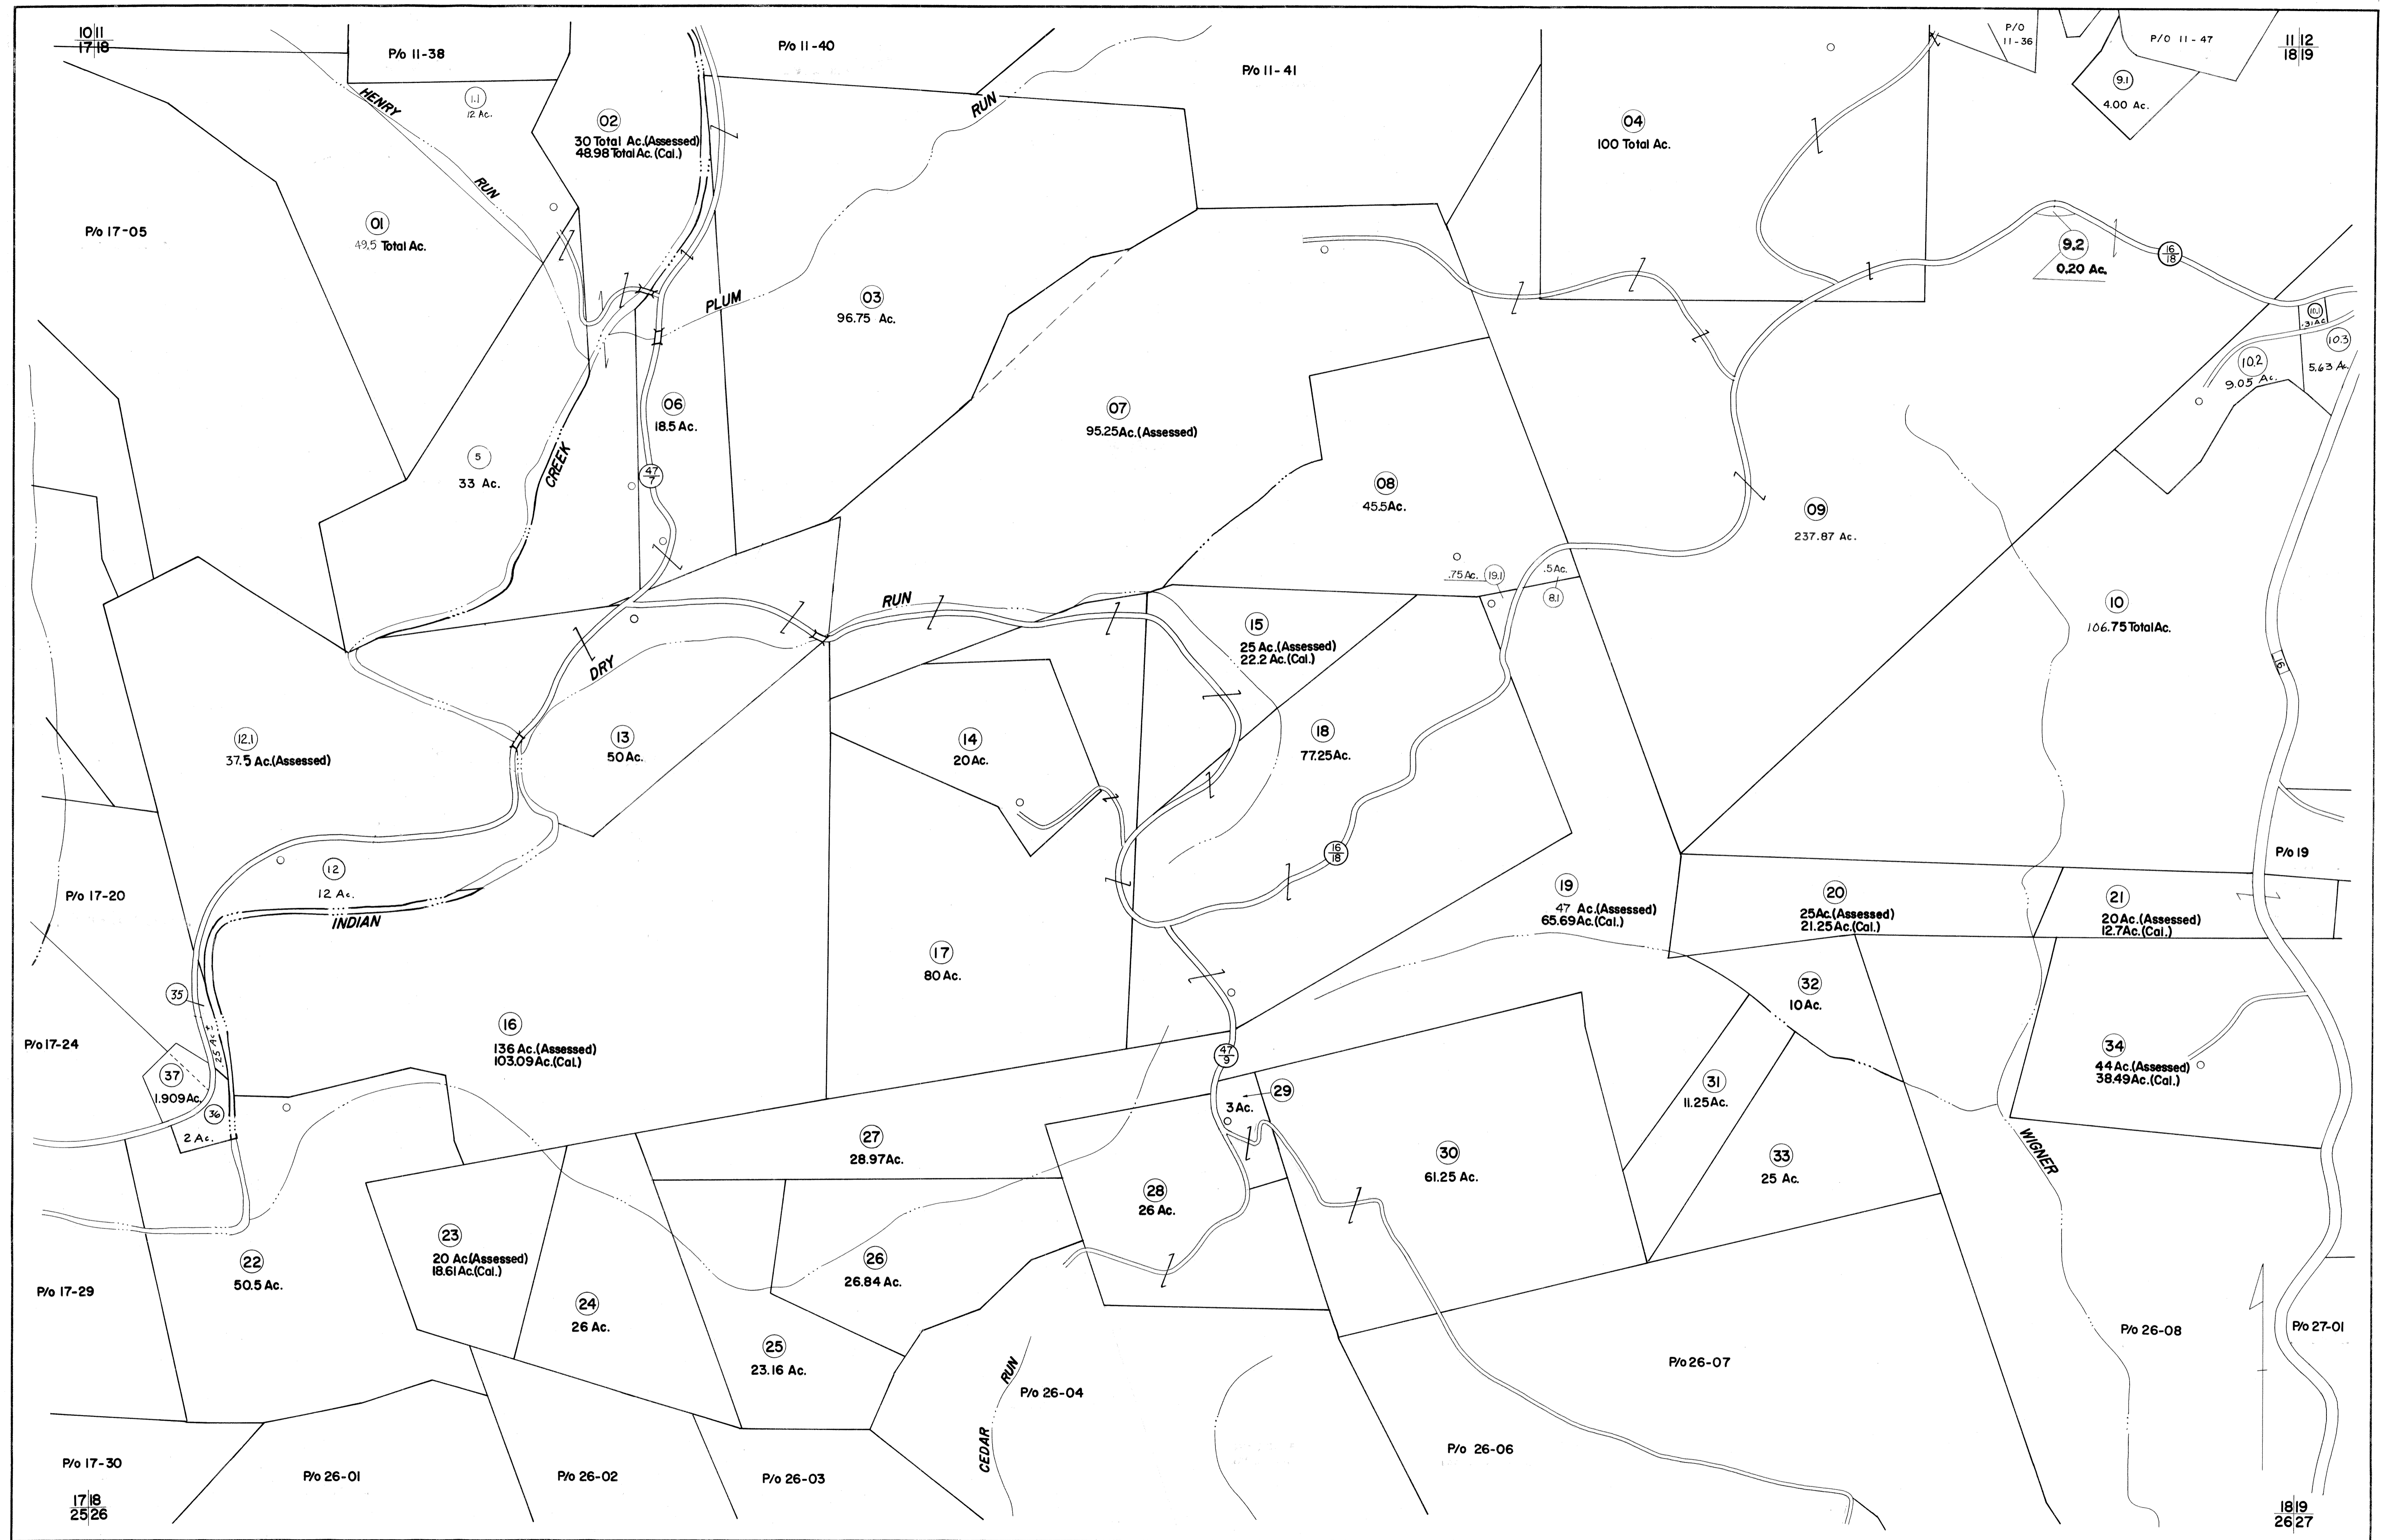 10 11
17 18
P/o 11-38
P/o 11-40
P/o 11-41
P/O
11-36
P/O 11-47
11 12
18 19
9.1
4.00 Ac.
HENRY
RUN
1.1
12 Ac.
02
30 Total Ac.(Assessed)
48.98 Total Ac.(Cal.)
RUN
04
100 Total Ac.
P/o 17-05
01
49.5 Total Ac.
9.2
0.20 Ac.
16
18
PLUM
03
96.75 Ac.
10.1
.31 Ac
10.3
5.63 Ac.
10.2
9.05 Ac.
06
18.5 Ac.
07
95.25 Ac.(Assessed)
5
33 Ac.
CREEK
47
7
08
45.5 Ac.
09
237.87 Ac.
.75 Ac.
19.1
.5 Ac.
8.1
RUN
10
106.75 Total Ac.
15
25 Ac.(Assessed)
22.2 Ac.(Cal.)
DRY
16
12.1
37.5 Ac.(Assessed)
13
50 Ac.
14
20 Ac.
18
77.25 Ac.
16
18
P/o 19
12
12 Ac.
INDIAN
P/o 17-20
19
47 Ac.(Assessed)
65.69 Ac.(Cal.)
20
25 Ac.(Assessed)
21.25 Ac.(Cal.)
21
20 Ac.(Assessed)
12.7 Ac.(Cal.)
17
80 Ac.
35
.25 Ac.
32
10 Ac.
P/o 17-24
16
136 Ac.(Assessed)
103.09 Ac.(Cal.)
47
9
34
44 Ac.(Assessed)
38.49 Ac.(Cal.)
37
1.909 Ac.
36
2 Ac.
29
3 Ac.
31
11.25 Ac.
27
28.97 Ac.
30
61.25 Ac.
33
25 Ac.
WIGNER
28
26 Ac.
23
20 Ac.(Assessed)
18.61 Ac.(Cal.)
22
50.5 Ac.
26
26.84 Ac.
P/o 17-29
24
26 Ac.
25
23.16 Ac.
P/o 26-08
P/o 27-01
P/o 26-07
RUN
P/o 26-04
CEDAR
P/o 26-06
P/o 17-30
P/o 26-01
P/o 26-02
P/o 26-03
17 18
25 26
18 19
26 27